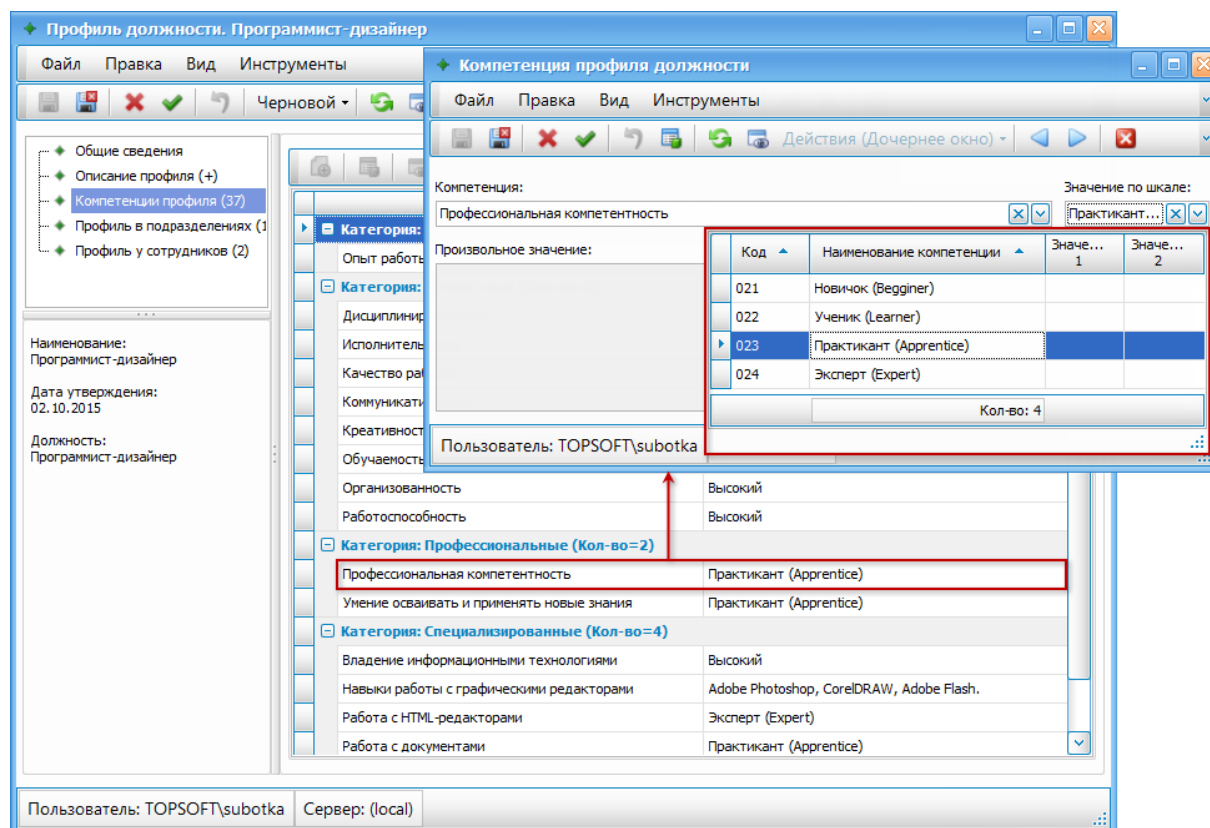 Профиль должности. Программист-дизайнер
Файл Правка Вид Инструменты
Черновой
Общие сведения
Описание профиля (+)
Компетенции профиля (37)
Профиль в подразделениях (1
Профиль у сотрудников (2)
Наименование:
Программист-дизайнер
Дата утверждения:
02.10.2015
Должность:
Программист-дизайнер
Категория:
Опыт работь
Категория:
Дисциплинир
Исполнитель
Качество раб
Коммуникати
Креативност
Обучаемость
Организованность Высокий
Работоспособность Высокий
Категория: Профессиональные (Кол-во=2)
Профессиональная компетентность Практикант (Apprentice)
Умение осваивать и применять новые знания Практикант (Apprentice)
Категория: Специализированные (Кол-во=4)
Владение информационными технологиями Высокий
Навыки работы с графическими редакторами Adobe Photoshop, CorelDRAW, Adobe Flash.
Работа с HTML-редакторами Эксперт (Expert)
Работа с документами Практикант (Apprentice)
Пользователь: TOPSOFT\subotka Сервер: (local)
Компетенция профиля должности
Файл Правка Вид Инструменты
Действия (Дочернее окно)
Компетенция: Значение по шкале:
Профессиональная компетентность Практикант...
Произвольное значение:
Код Наименование компетенции Значе... 1 Значе... 2
021 Новичок (Begginer)
022 Ученик (Learner)
023 Практикант (Apprentice)
024 Эксперт (Expert)
Кол-во: 4
Пользователь: TOPSOFT\subotka